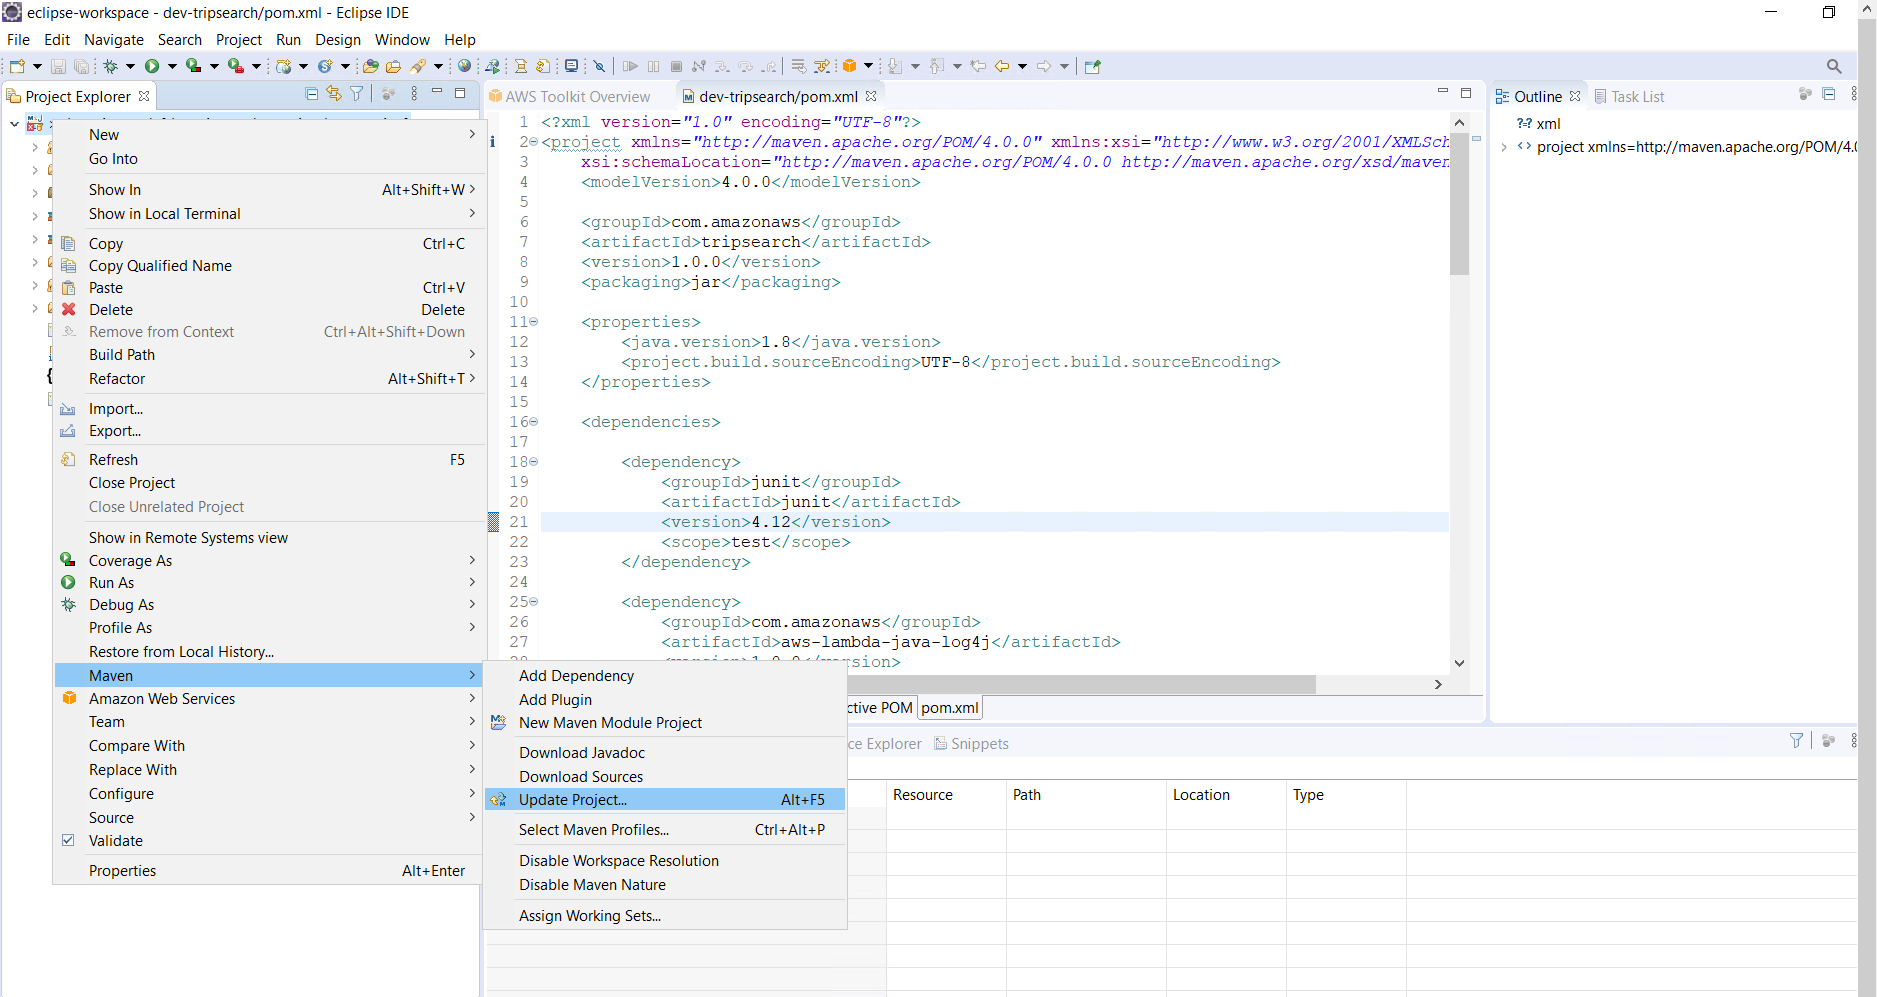 eclipse-workspace - dev-tripsearch/pom.xml - Eclipse IDE
File Edit Navigate Search Project Run Design Window Help
Project Explorer
New
Go Into
Show In Alt+Shift+W
Show in Local Terminal
Copy Ctrl+C
Copy Qualified Name
Paste Ctrl+V
Delete Delete
Remove from Context Ctrl+Alt+Shift+Down
Build Path
Refactor Alt+Shift+T
Import...
Export...
Refresh F5
Close Project
Close Unrelated Project
Show in Remote Systems view
Coverage As
Run As
Debug As
Profile As
Restore from Local History...
Maven
Amazon Web Services
Team
Compare With
Replace With
Configure
Source
Validate
Properties Alt+Enter
Add Dependency
Add Plugin
New Maven Module Project
Download Javadoc
Download Sources
Update Project... Alt+F5
Select Maven Profiles... Ctrl+Alt+P
Disable Workspace Resolution
Disable Maven Nature
Assign Working Sets...
AWS Toolkit Overview dev-tripsearch/pom.xml
1 <?xml version="1.0" encoding="UTF-8"?>
2 <project xmlns="http://maven.apache.org/POM/4.0.0" xmlns:xsi="http://www.w3.org/2001/XMLSch
3 xsi:schemaLocation="http://maven.apache.org/POM/4.0.0 http://maven.apache.org/xsd/maven
4 <modelVersion>4.0.0</modelVersion>
5
6 <groupId>com.amazonaws</groupId>
7 <artifactId>tripsearch</artifactId>
8 <version>1.0.0</version>
9 <packaging>jar</packaging>
10
11 <properties>
12 <java.version>1.8</java.version>
13 <project.build.sourceEncoding>UTF-8</project.build.sourceEncoding>
14 </properties>
15
16 <dependencies>
17
18 <dependency>
19 <groupId>junit</groupId>
20 <artifactId>junit</artifactId>
21 <version>4.12</version>
22 <scope>test</scope>
23 </dependency>
24
25 <dependency>
26 <groupId>com.amazonaws</groupId>
27 <artifactId>aws-lambda-java-log4j</artifactId>
28 <version>1.0.0</version>
ctive POM pom.xml
ce Explorer Snippets
Resource Path Location Type
Outline Task List
xml
project xmlns=http://maven.apache.org/POM/4.0